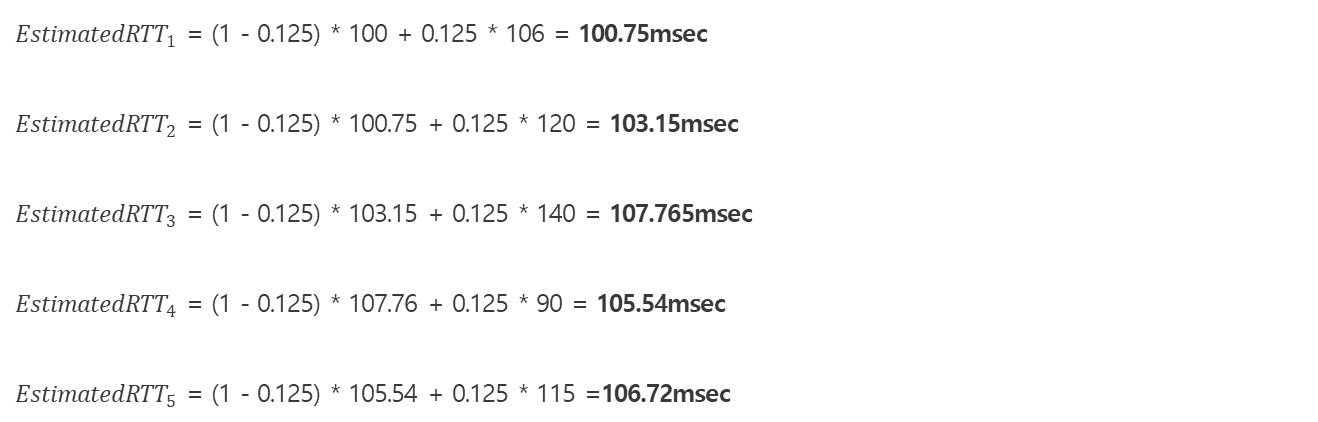 EstimatedRTT₁ = (1 - 0.125) * 100 + 0.125 * 106 = 100.75msec
EstimatedRTT₂ = (1 - 0.125) * 100.75 + 0.125 * 120 = 103.15msec
EstimatedRTT₃ = (1 - 0.125) * 103.15 + 0.125 * 140 = 107.765msec
EstimatedRTT₄ = (1 - 0.125) * 107.76 + 0.125 * 90 = 105.54msec
EstimatedRTT₅ = (1 - 0.125) * 105.54 + 0.125 * 115 =106.72msec